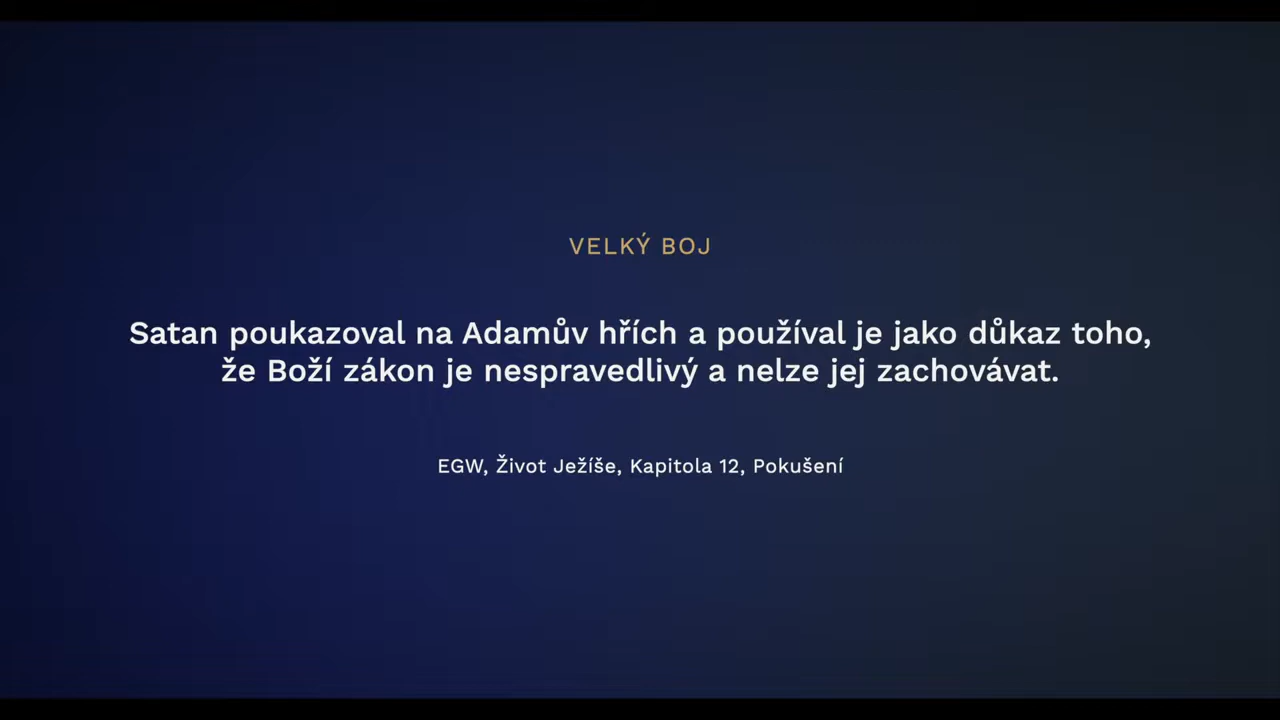 VELKÝ BOJ
Satan poukazoval na Adamův hřích a používal je jako důkaz toho,
že Boží zákon je nespravedlivý a nelze jej zachovávat.
EGW, Život Ježíše, Kapitola 12, Pokušení